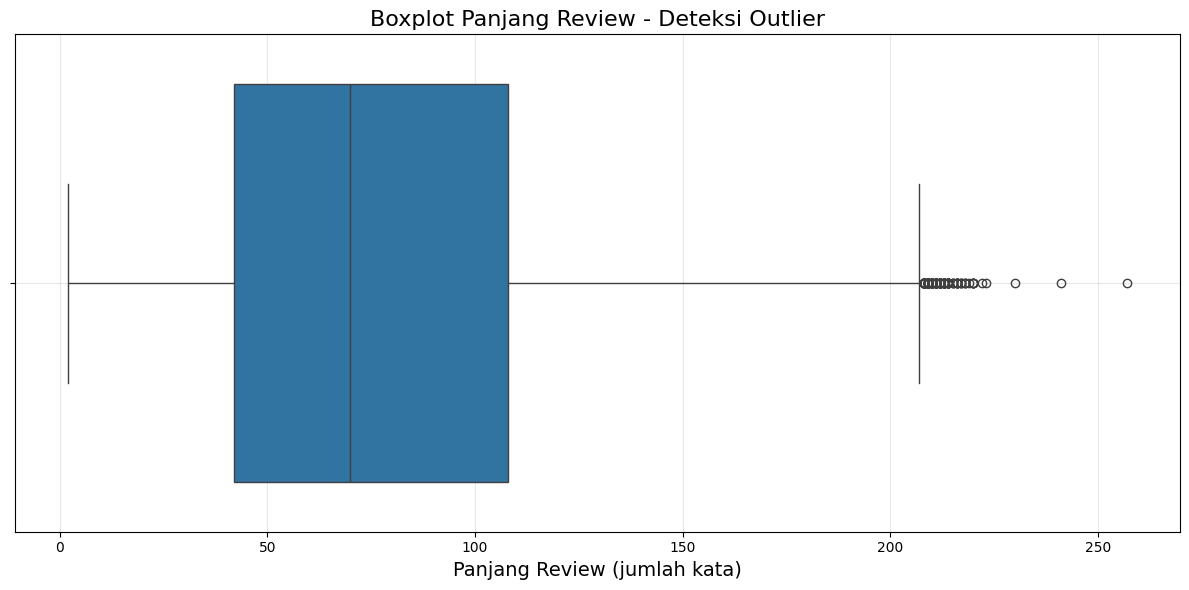 Boxplot Panjang Review - Deteksi Outlier
0 50 100 150 200 250
Panjang Review (jumlah kata)